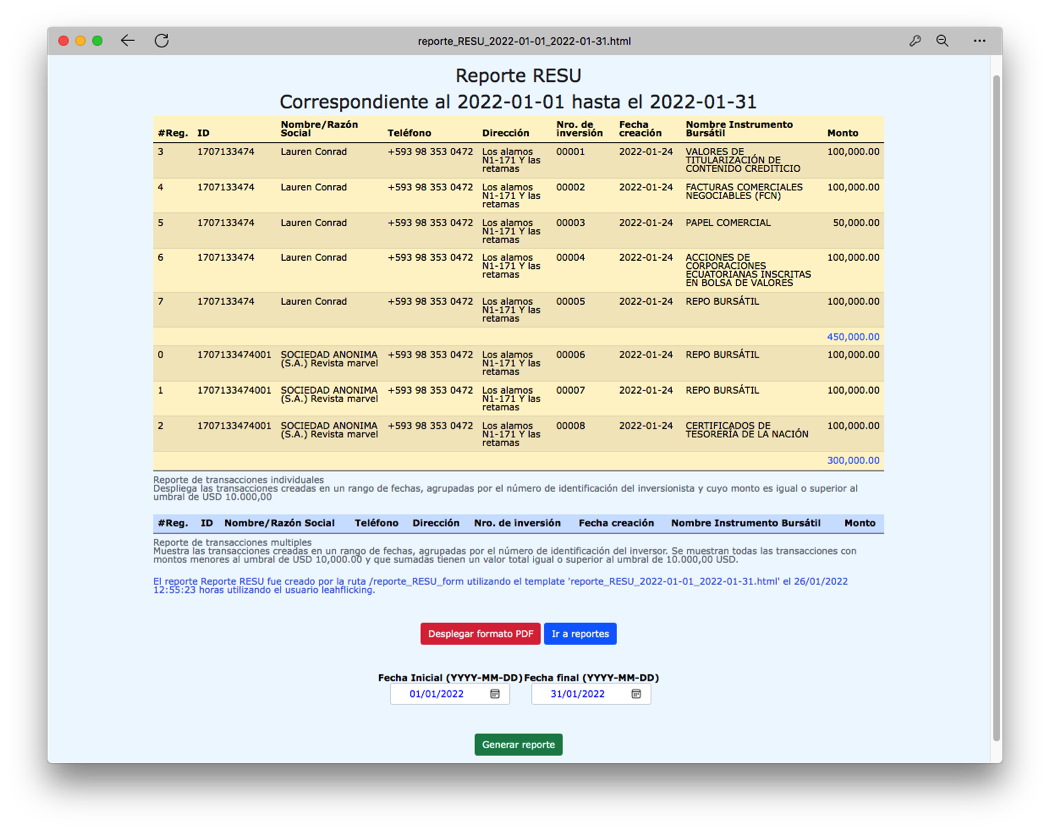 reporte_RESU_2022-01-01_2022-01-31.html
Reporte RESU
Correspondiente al 2022-01-01 hasta el 2022-01-31
#Reg. ID Nombre/Razón Social Teléfono Dirección Nro. de inversión Fecha creación Nombre Instrumento Bursátil Monto
3 1707133474 Lauren Conrad +593 98 353 0472 Los alamos N1-171 Y las retamas 00001 2022-01-24 VALORES DE TITULARIZACIÓN DE CONTENIDO CREDITICIO 100,000.00
4 1707133474 Lauren Conrad +593 98 353 0472 Los alamos N1-171 Y las retamas 00002 2022-01-24 FACTURAS COMERCIALES NEGOCIABLES (FCN) 100,000.00
5 1707133474 Lauren Conrad +593 98 353 0472 Los alamos N1-171 Y las retamas 00003 2022-01-24 PAPEL COMERCIAL 50,000.00
6 1707133474 Lauren Conrad +593 98 353 0472 Los alamos N1-171 Y las retamas 00004 2022-01-24 ACCIONES DE CORPORACIONES ECUATORIANAS INSCRITAS EN BOLSA DE VALORES 100,000.00
7 1707133474 Lauren Conrad +593 98 353 0472 Los alamos N1-171 Y las retamas 00005 2022-01-24 REPO BURSÁTIL 100,000.00
450,000.00
0 1707133474001 SOCIEDAD ANONIMA (S.A.) Revista marvel +593 98 353 0472 Los alamos N1-171 Y las retamas 00006 2022-01-24 REPO BURSÁTIL 100,000.00
1 1707133474001 SOCIEDAD ANONIMA (S.A.) Revista marvel +593 98 353 0472 Los alamos N1-171 Y las retamas 00007 2022-01-24 REPO BURSÁTIL 100,000.00
2 1707133474001 SOCIEDAD ANONIMA (S.A.) Revista marvel +593 98 353 0472 Los alamos N1-171 Y las retamas 00008 2022-01-24 CERTIFICADOS DE TESORERÍA DE LA NACIÓN 100,000.00
300,000.00
Reporte de transacciones individuales
Despliega las transacciones creadas en un rango de fechas, agrupadas por el número de identificación del inversionista y cuyo monto es igual o superior al
umbral de USD 10.000,00
#Reg. ID Nombre/Razón Social Teléfono Dirección Nro. de inversión Fecha creación Nombre Instrumento Bursátil Monto
Reporte de transacciones multiples
Muestra las transacciones creadas en un rango de fechas, agrupadas por el número de identificación del inversor. Se muestran todas las transacciones con
montos menores al umbral de USD 10,000.00 y que sumadas tienen un valor total igual o superior al umbral de 10,000.00 USD.
El reporte Reporte RESU fue creado por la ruta /reporte_RESU_form utilizando el template 'reporte_RESU_2022-01-01_2022-01-31.html' el 26/01/2022
12:55:23 horas utilizando el usuario leahflicking.
Desplegar formato PDF Ir a reportes
Fecha Inicial (YYYY-MM-DD) Fecha final (YYYY-MM-DD)
01/01/2022 31/01/2022
Generar reporte